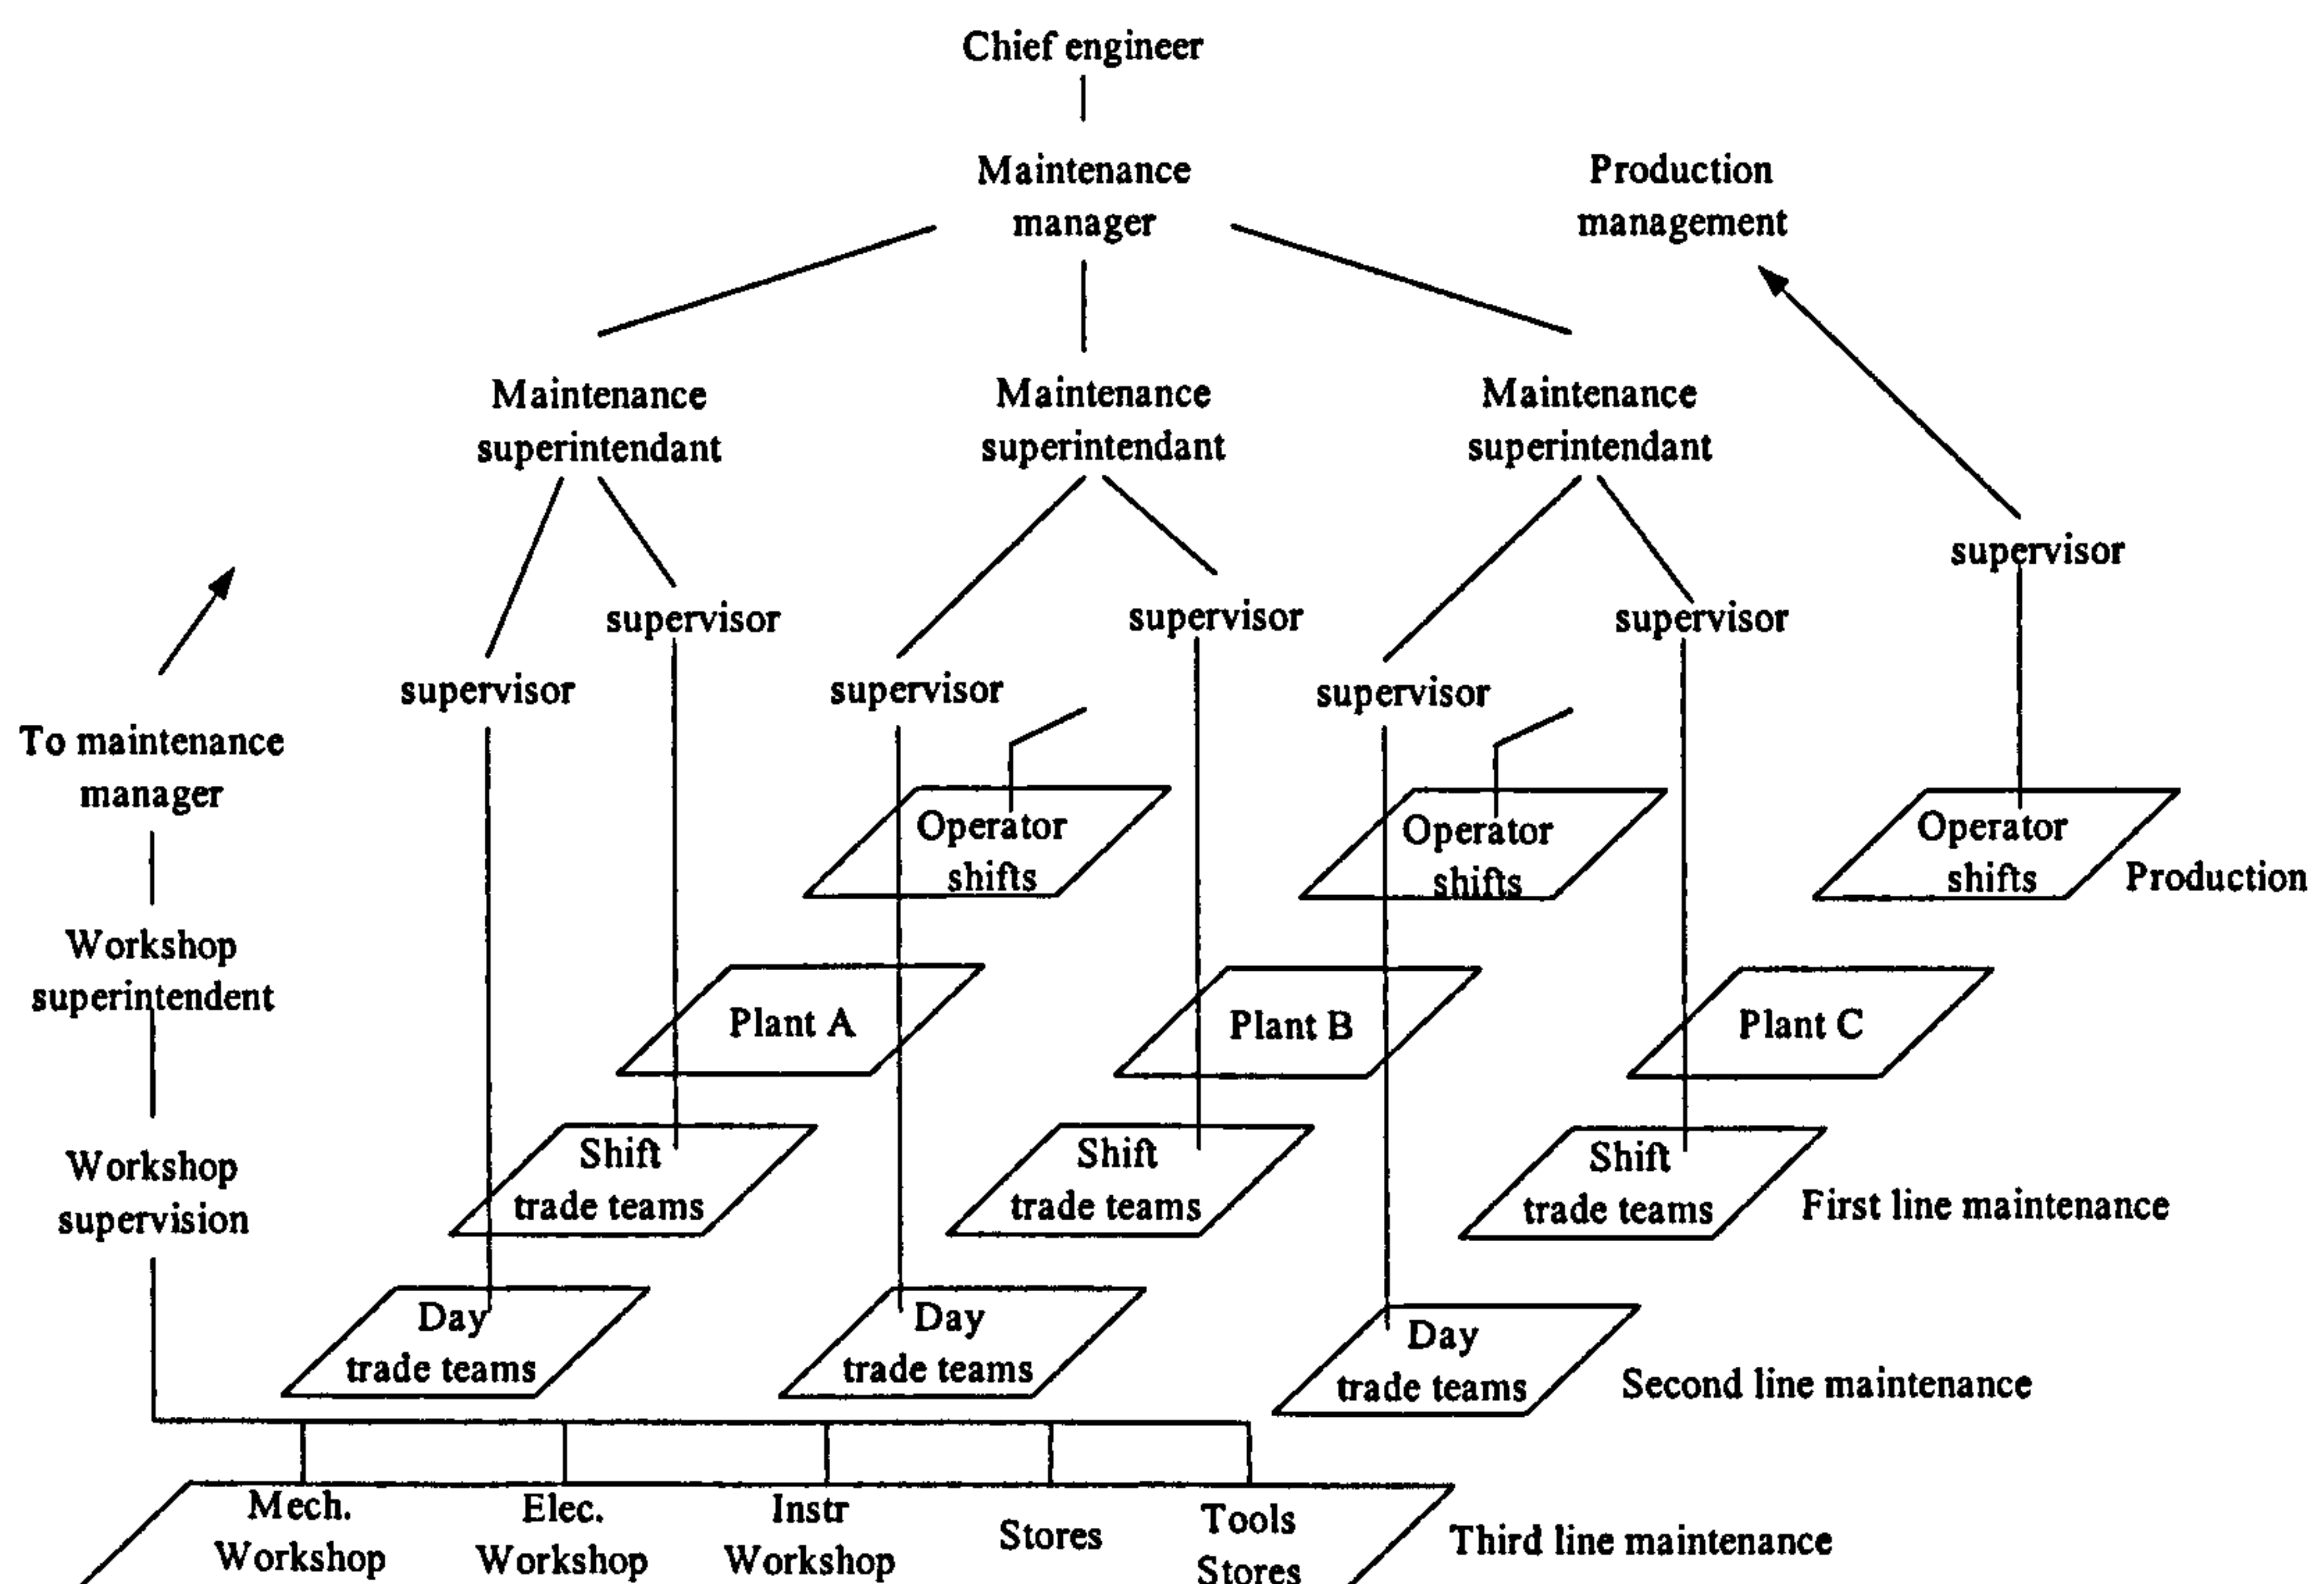 Chief engineer
Maintenance
manager
Production
management
Maintenance
superintendant
Maintenance
superintendant
Maintenance
superintendant
supervisor
supervisor
supervisor
supervisor
supervisor
supervisor
supervisor
To maintenance
manager
Operator
shifts
Operator
shifts
Operator
shifts
Production
Workshop
superintendent
Plant A
Plant B
Plant C
Workshop
supervision
Shift
trade teams
Shift
trade teams
Shift
trade teams
First line maintenance
Day
trade teams
Day
trade teams
Day
trade teams
Second line maintenance
Mech.
Workshop
Elec.
Workshop
Instr
Workshop
Stores
Tools
Stores
Third line maintenance